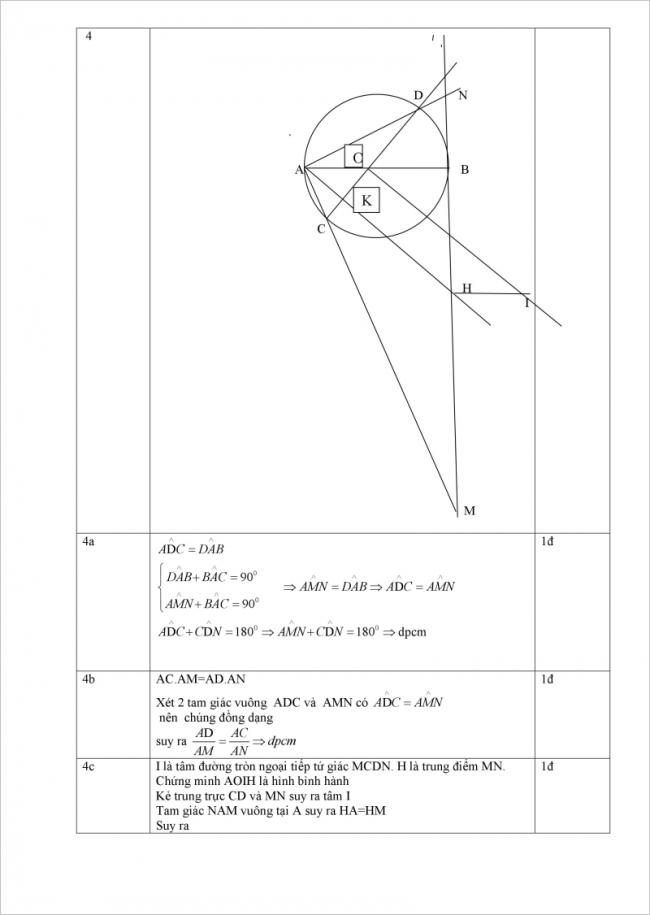 4
D
N
A
C
B
K
C
H
I
M
4a
ADC = DAB
1đ
DAB + BAC = 90⁰
AMN + BAC = 90⁰
⇒ AMN = DAB ⇒ ADC = AMN
ADC + CDN = 180⁰ ⇒ AMN + CDN = 180⁰ ⇒ dpcm
4b
AC.AM=AD.AN
1đ
Xét 2 tam giác vuông ADC và AMN có ADC = AMN
nên chúng đồng dạng
suy ra AD/AM = AC/AN ⇒ dpcm
4c
I là tâm đường tròn ngoại tiếp tứ giác MCDN. H là trung điểm MN.
1đ
Chứng minh AOIH là hình bình hành
Kẻ trung trực CD và MN suy ra tâm I
Tam giác NAM vuông tại A suy ra HA=HM
Suy ra